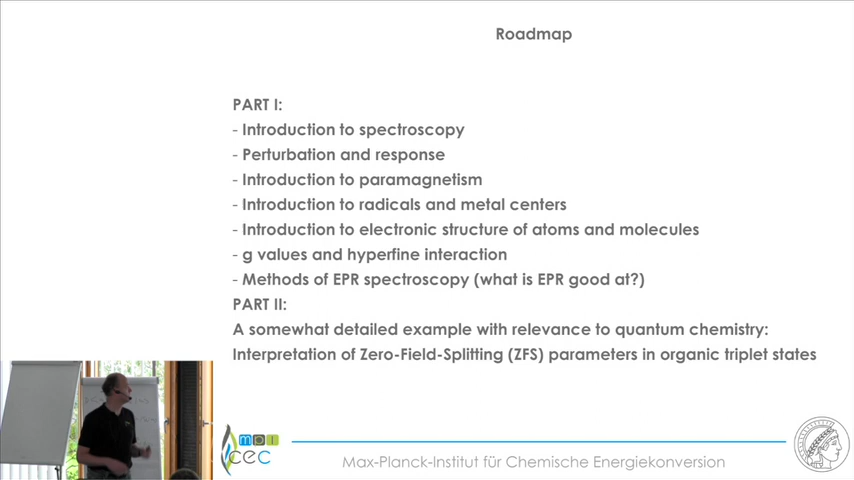 Roadmap
PART I:
- Introduction to spectroscopy
- Perturbation and response
- Introduction to paramagnetism
- Introduction to radicals and metal centers
- Introduction to electronic structure of atoms and molecules
- g values and hyperfine interaction
- Methods of EPR spectroscopy (what is EPR good at?)
PART II:
A somewhat detailed example with relevance to quantum chemistry:
Interpretation of Zero-Field-Splitting (ZFS) parameters in organic triplet states
mpi
cec
Max-Planck-Institut für Chemische Energiekonversion